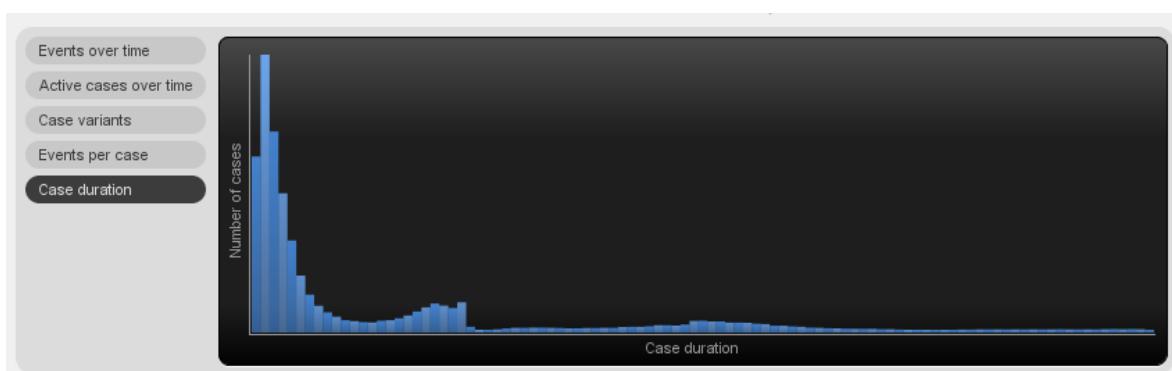 Events over time
Active cases over time
Case variants
Events per case
Case duration
Number of cases
Case duration